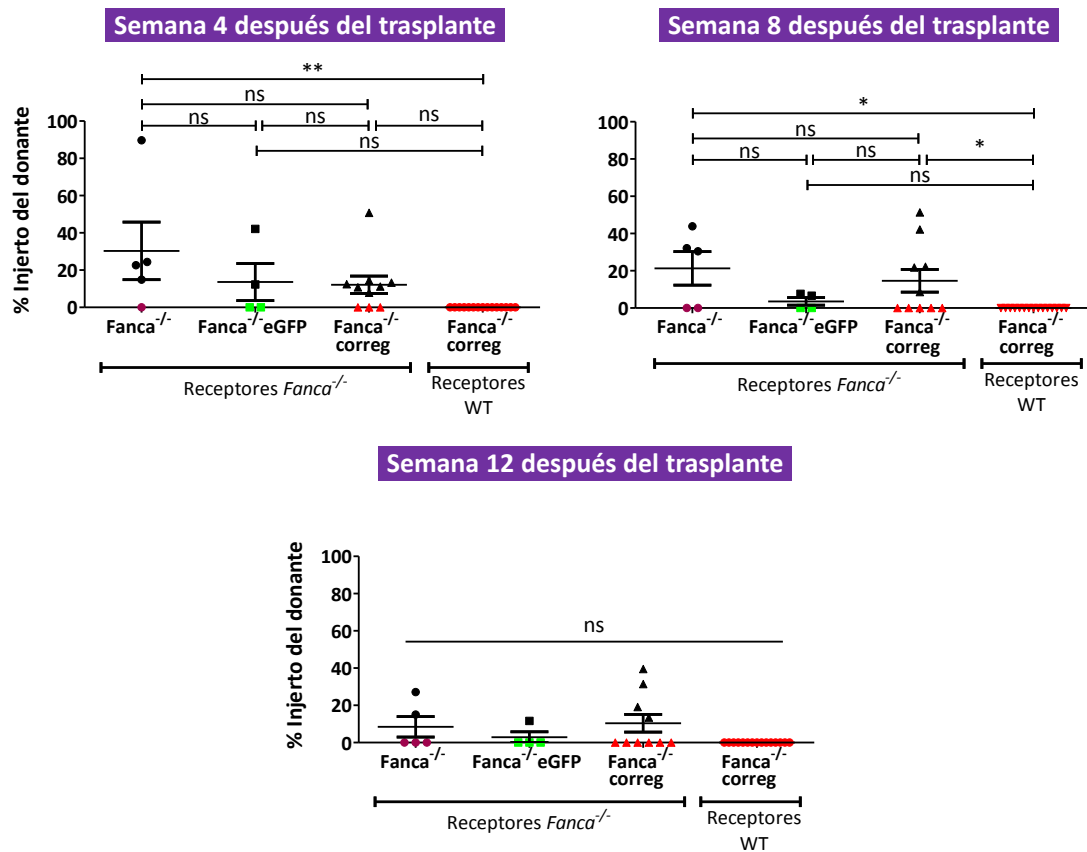 Semana 4 después del trasplante
**
ns
ns
ns
ns
ns
% Injerto del donante
100
80
60
40
20
0
Fanca-/-
Fanca-/-eGFP
Fanca-/-
correg
Fanca-/-
correg
Receptores Fanca-/-
Receptores
WT
Semana 8 después del trasplante
*
ns
ns
ns
*
ns
100
80
60
40
20
0
Fanca-/-
Fanca-/-eGFP
Fanca-/-
correg
Fanca-/-
correg
Receptores Fanca-/-
Receptores
WT
Semana 12 después del trasplante
ns
% Injerto del donante
100
80
60
40
20
0
Fanca-/-
Fanca-/-eGFP
Fanca-/-
correg
Fanca-/-
correg
Receptores Fanca-/-
Receptores
WT